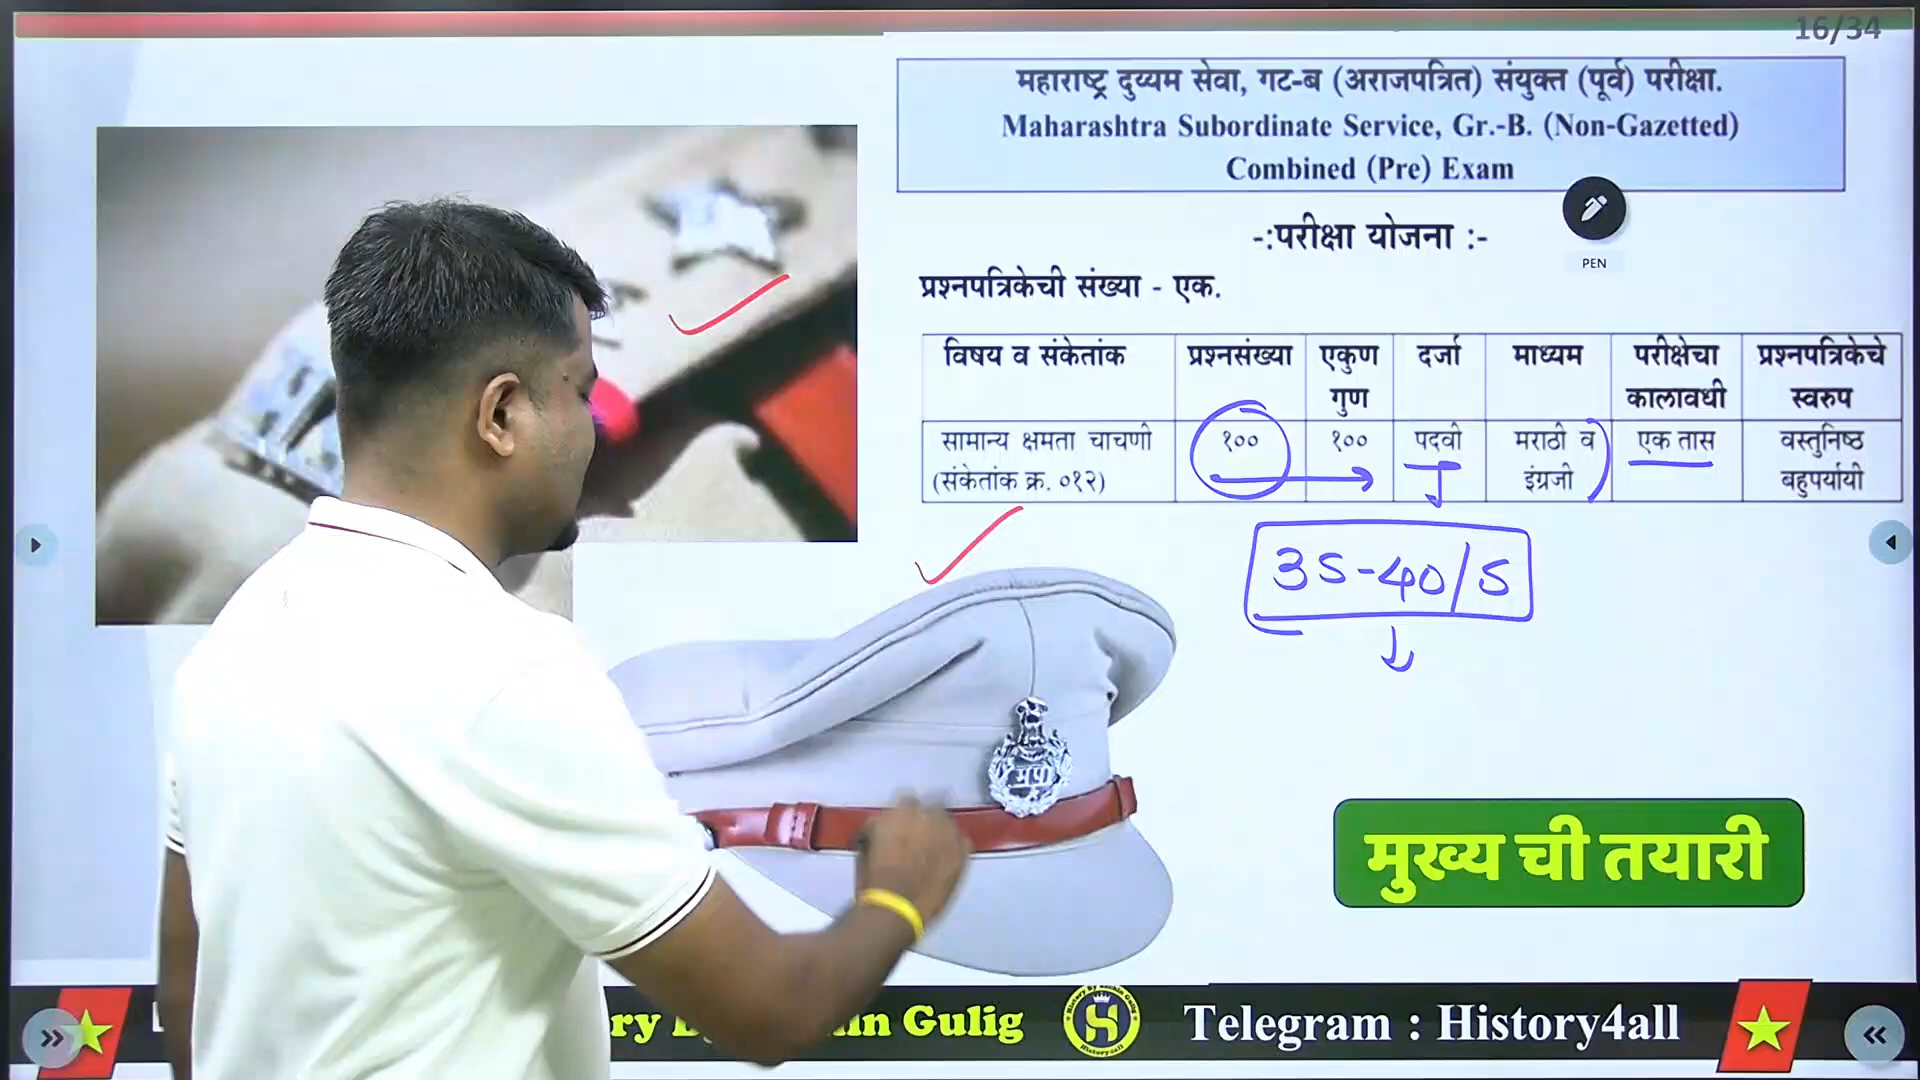 16/34
महाराष्ट्र दुय्यम सेवा, गट-ब (अराजपत्रित) संयुक्त (पूर्व) परीक्षा.
Maharashtra Subordinate Service, Gr.-B. (Non-Gazetted)
Combined (Pre) Exam
-:परीक्षा योजना :-
PEN
प्रश्नपत्रिकेची संख्या - एक.
विषय व संकेतांक प्रश्नसंख्या एकुण गुण दर्जा माध्यम परीक्षेचा कालावधी प्रश्नपत्रिकेचे स्वरुप
सामान्य क्षमता चाचणी १०० १०० पदवी मराठी व एक तास वस्तुनिष्ठ
(संकेतांक क्र. ०१२) इंग्रजी बहुपर्यायी
35-40/5
मपो
मुख्य ची तयारी
Gulig
Telegram : History4all